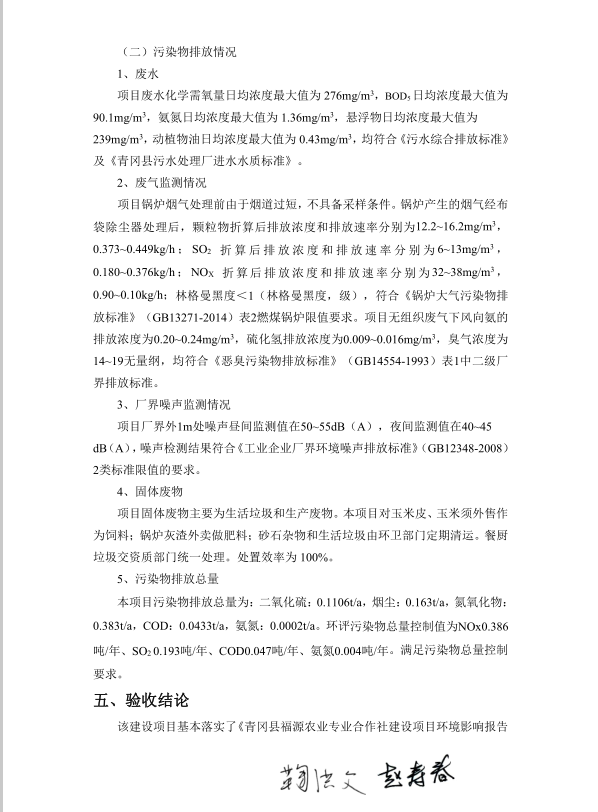 （二）污染物排放情况
1、废水
项目废水化学需氧量日均浓度最大值为 276mg/m³，BOD₅日均浓度最大值为
90.1mg/m³，氨氮日均浓度最大值为 1.36mg/m³，悬浮物日均浓度最大值为
239mg/m³，动植物油日均浓度最大值为 0.43mg/m³，均符合《污水综合排放标准》
及《青冈县污水处理厂进水水质标准》。
2、废气监测情况
项目锅炉烟气处理前由于烟道过短，不具备采样条件。锅炉产生的烟气经布
袋除尘器处理后，颗粒物折算后排放浓度和排放速率分别为12.2~16.2mg/m³，
0.373~0.449kg/h；SO₂ 折算后排放浓度和排放速率分别为6~13mg/m³，
0.180~0.376kg/h；NOX 折算后排放浓度和排放速率分别为32~38mg/m³，
0.90~0.10kg/h；林格曼黑度＜1（林格曼黑度，级），符合《锅炉大气污染物排
放标准》（GB13271-2014）表2燃煤锅炉限值要求。项目无组织废气下风向氨的
排放浓度为0.20~0.24mg/m³，硫化氢排放浓度为0.009~0.016mg/m³，臭气浓度为
14~19无量纲，均符合《恶臭污染物排放标准》（GB14554-1993）表1中二级厂
界排放标准。
3、厂界噪声监测情况
项目厂界外1m处噪声昼间监测值在50~55dB（A），夜间监测值在40~45
dB（A），噪声检测结果符合《工业企业厂界环境噪声排放标准》（GB12348-2008）
2类标准限值的要求。
4、固体废物
项目固体废物主要为生活垃圾和生产废物。本项目对玉米皮、玉米须外售作
为饲料；锅炉灰渣外卖做肥料；砂石杂物和生活垃圾由环卫部门定期清运。餐厨
垃圾交资质部门统一处理。处置效率为 100%。
5、污染物排放总量
本项目污染物排放总量为：二氧化硫：0.1106t/a，烟尘：0.163t/a，氮氧化物：
0.383t/a，COD：0.0433t/a，氨氮：0.0002t/a。环评污染物总量控制值为NOx0.386
吨/年、SO₂ 0.193吨/年、COD0.047吨/年、氨氮0.004吨/年。满足污染物总量控制
要求。
五、验收结论
该建设项目基本落实了《青冈县福源农业专业合作社建设项目环境影响报告
鞠洪文 赵寿春